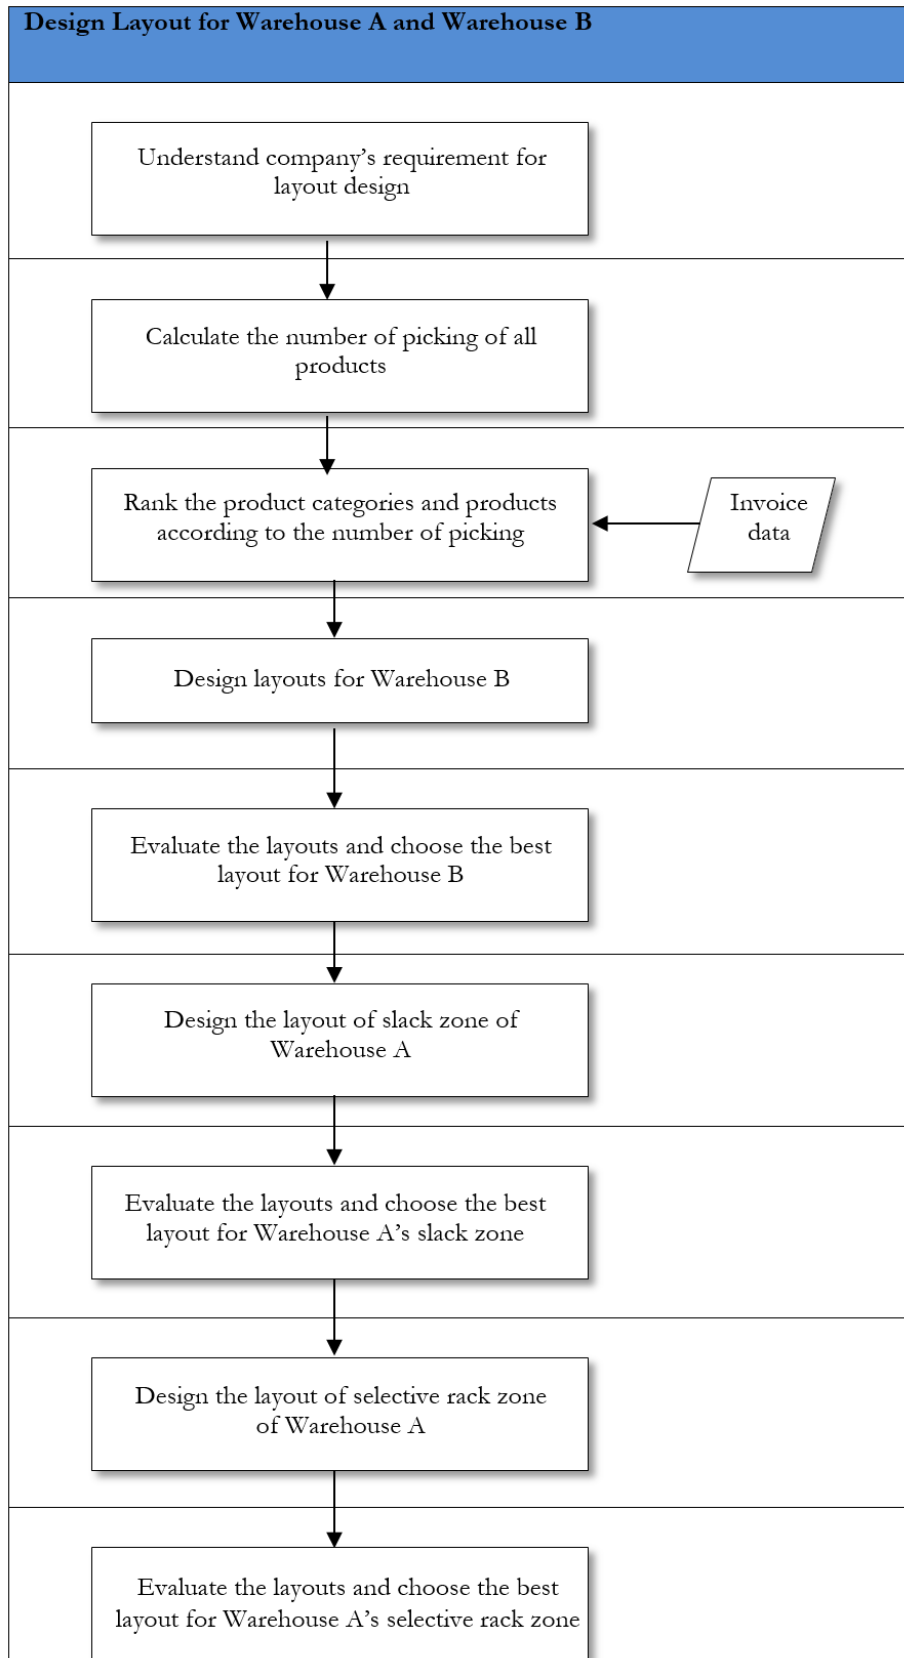 Design Layout for Warehouse A and Warehouse B
Understand company's requirement for
layout design
Calculate the number of picking of all
products
Rank the product categories and products
according to the number of picking
Invoice
data
Design layouts for Warehouse B
Evaluate the layouts and choose the best
layout for Warehouse B
Design the layout of slack zone of
Warehouse A
Evaluate the layouts and choose the best
layout for Warehouse A's slack zone
Design the layout of selective rack zone
of Warehouse A
Evaluate the layouts and choose the best
layout for Warehouse A's selective rack zone